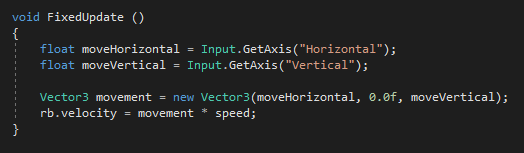 void FixedUpdate ()
{
    float moveHorizontal = Input.GetAxis("Horizontal");
    float moveVertical = Input.GetAxis("Vertical");

    Vector3 movement = new Vector3(moveHorizontal, 0.0f, moveVertical);
    rb.velocity = movement * speed;
}